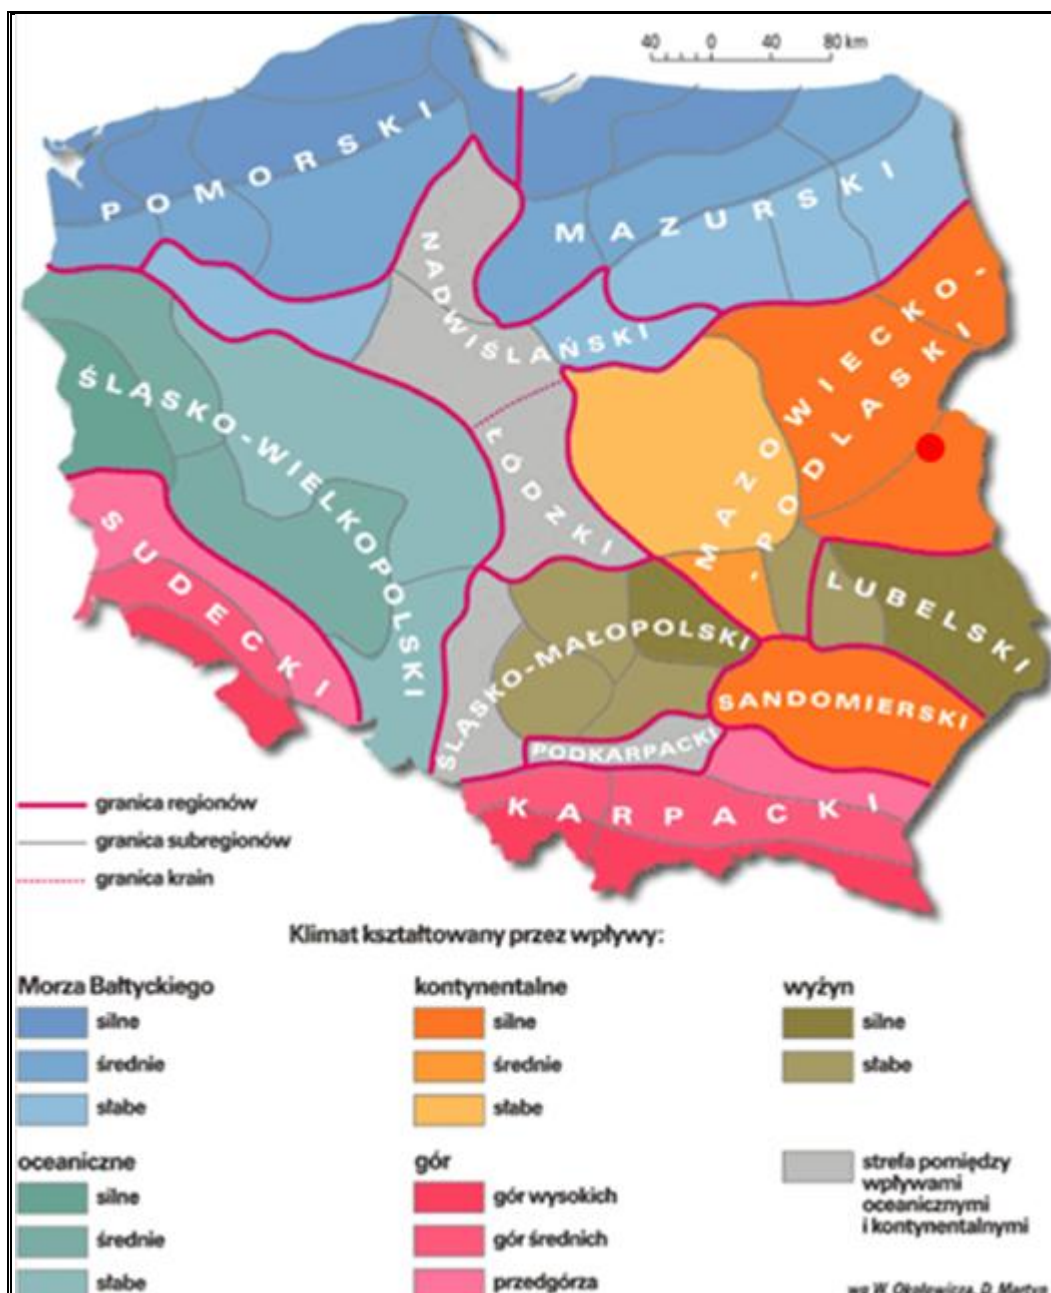 40 0 40 80 km
POMORSKI
MAZURSKI
NADWIŚLAŃSKI
MAZOWIECKO-
-PODLASKI
ŚLĄSKO-WIELKOPOLSKI
ŁÓDZKI
SUDECKI
LUBELSKI
ŚLĄSKO-MAŁOPOLSKI
SANDOMIERSKI
PODKARPACKI
KARPACKI
granica regionów
granica subregionów
granica krain
Klimat kształtowany przez wpływy:
Morza Bałtyckiego
silne
średnie
słabe
oceaniczne
silne
średnie
słabe
kontynentalne
silne
średnie
słabe
gór
gór wysokich
gór średnich
przedgórza
wyżyn
silne
słabe
strefa pomiędzy
wpływami
oceanicznymi
i kontynentalnymi
wg W. Okołowicza, D. Martyn